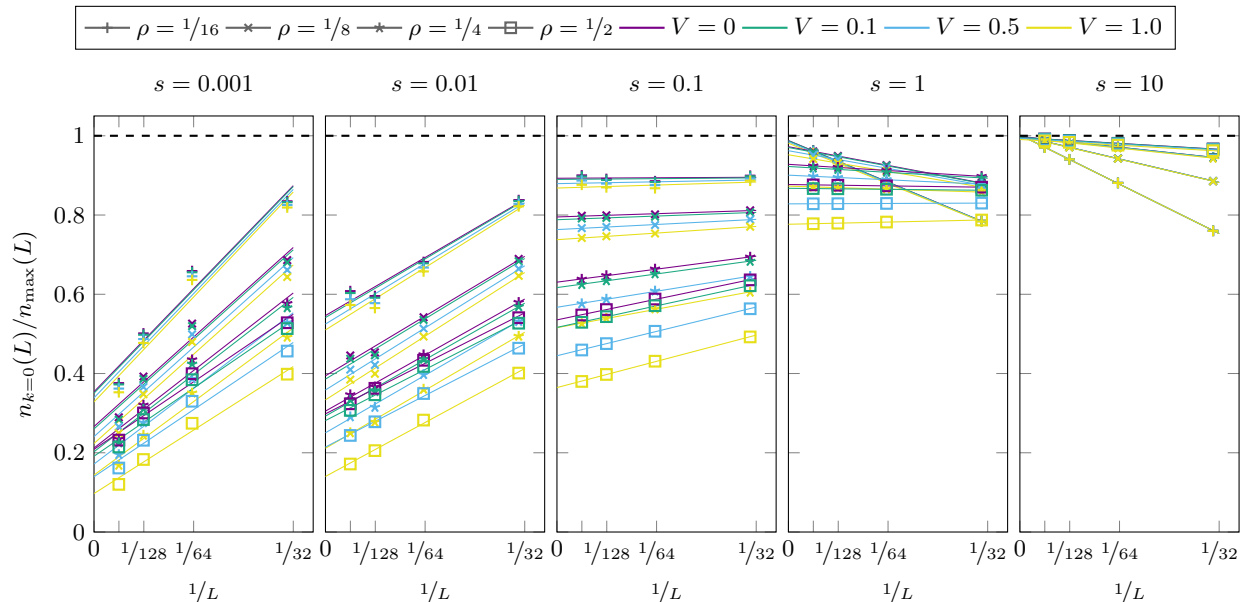 ρ = 1/16 ρ = 1/8 ρ = 1/4 ρ = 1/2 V = 0 V = 0.1 V = 0.5 V = 1.0
s = 0.001 s = 0.01 s = 0.1 s = 1 s = 10
1
0.8
0.6
0.4
0.2
0
n_{k=0}(L)/n_{max}(L)
0 1/128 1/64 1/32 0 1/128 1/64 1/32 0 1/128 1/64 1/32 0 1/128 1/64 1/32 0 1/128 1/64 1/32
1/L 1/L 1/L 1/L 1/L